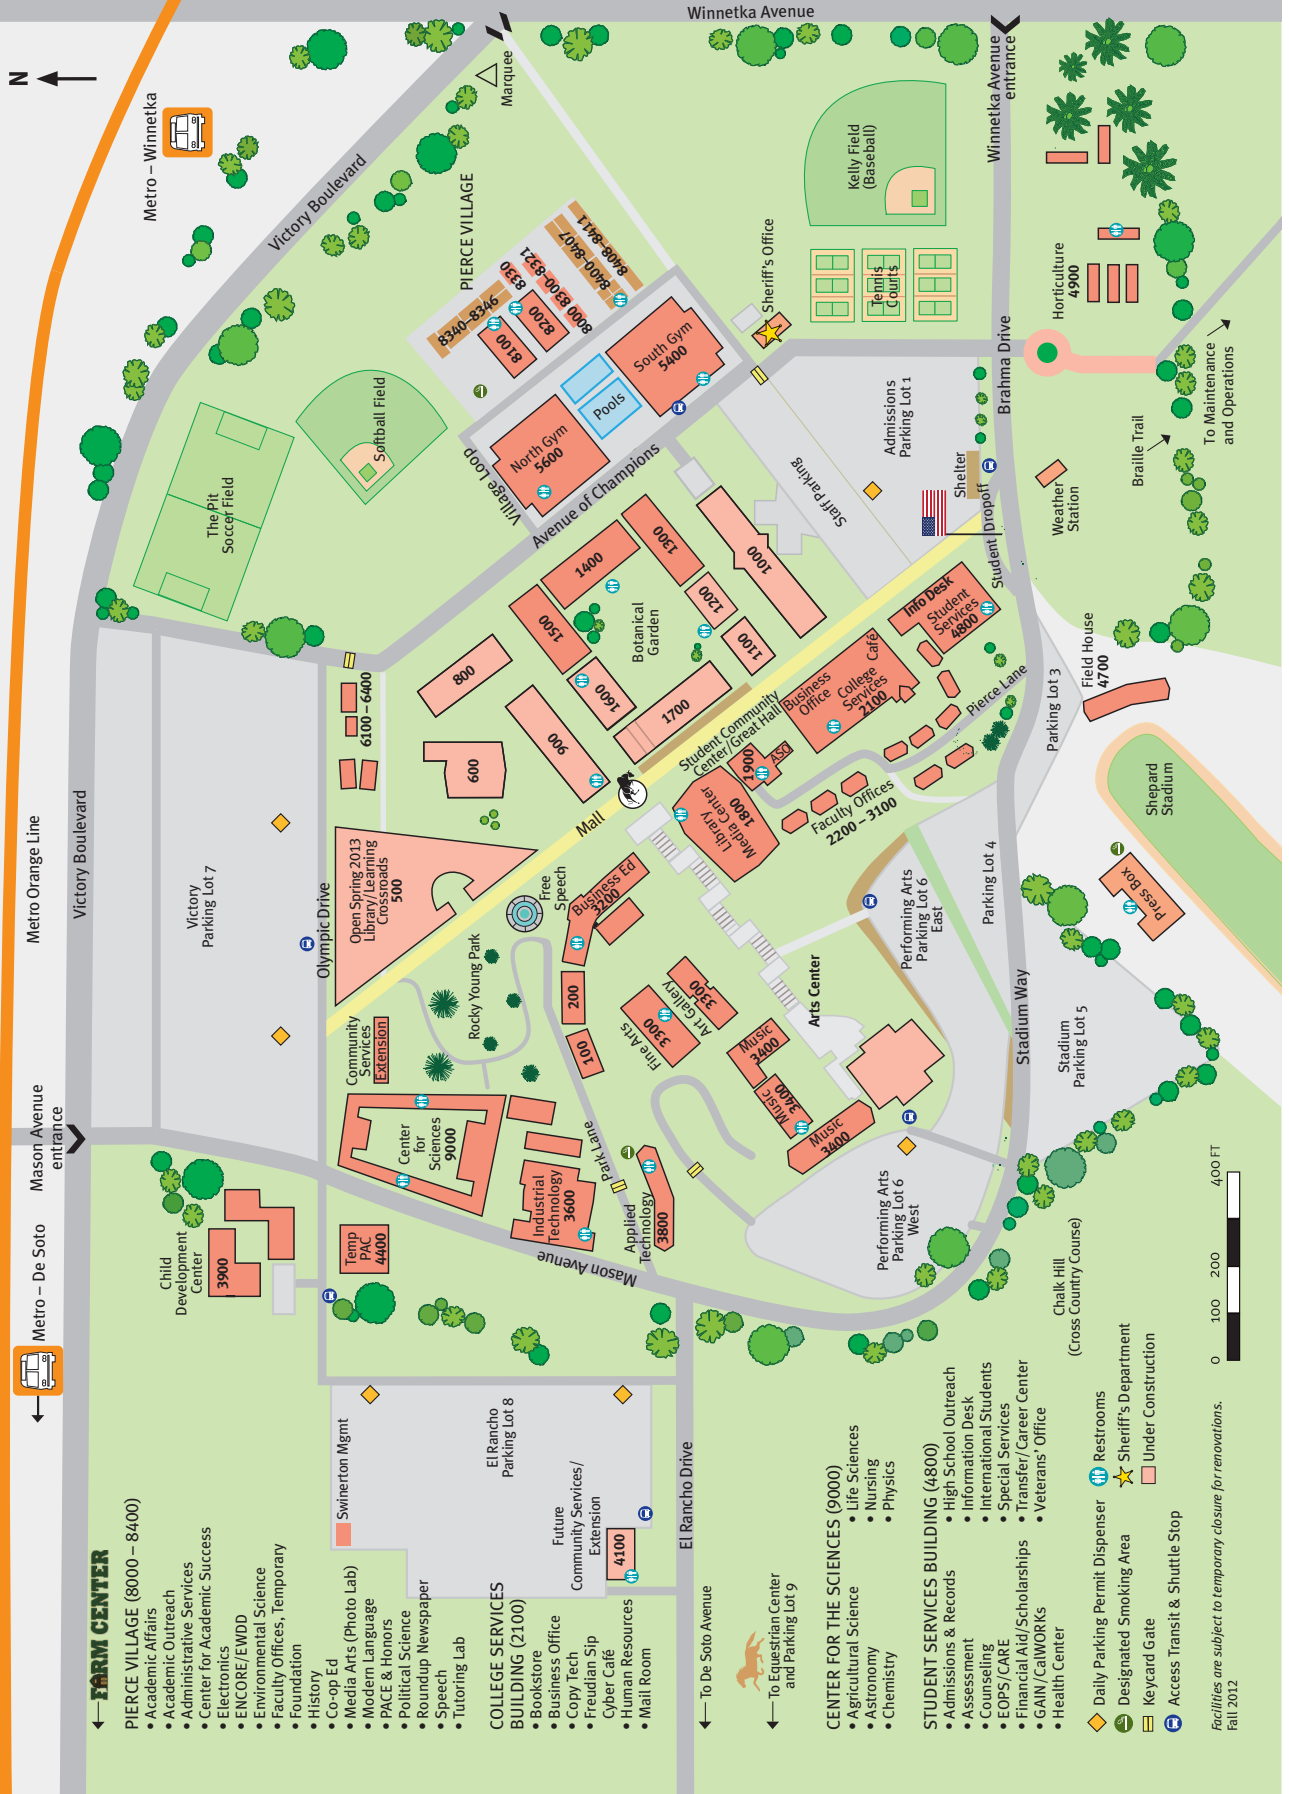 N
Metro Orange Line
Metro – De Soto
Metro – Winnetka
Victory Boulevard
Victory Boulevard
Winnetka Avenue
Mason Avenue
entrance
Winnetka Avenue
entrance
Marquee
FARM CENTER
PIERCE VILLAGE (8000 – 8400)
• Academic Affairs
• Academic Outreach
• Administrative Services
• Center for Academic Success
• Electronics
• ENCORE/EWDD
• Environmental Science
• Faculty Offices, Temporary
• Foundation
• History
• Co-op Ed
• Media Arts (Photo Lab)
• Modern Language
• PACE & Honors
• Political Science
• Roundup Newspaper
• Speech
• Tutoring Lab
COLLEGE SERVICES
BUILDING (2100)
• Bookstore
• Business Office
• Copy Tech
• Freudian Sip
Cyber Café
• Human Resources
• Mail Room
To De Soto Avenue
To Equestrian Center
and Parking Lot 9
CENTER FOR THE SCIENCES (9000)
• Agricultural Science
• Astronomy
• Chemistry
• Life Sciences
• Nursing
• Physics
STUDENT SERVICES BUILDING (4800)
• Admissions & Records
• Assessment
• Counseling
• EOPS/CARE
• Financial Aid/Scholarships
• GAIN/CalWORKs
• Health Center
• High School Outreach
• Information Desk
• International Students
• Special Services
• Transfer/Career Center
• Veterans' Office
Daily Parking Permit Dispenser
Designated Smoking Area
Keycard Gate
Access Transit & Shuttle Stop
Restrooms
Sheriff's Department
Under Construction
Facilities are subject to temporary closure for renovations.
Fall 2012
0
100
200
400 FT
Chalk Hill
(Cross Country Course)
Swinerton Mgmt
El Rancho
Parking Lot 8
Future
Community Services/
Extension
4100
El Rancho Drive
Child
Development
Center
3900
Temp
PAC
4400
Mason Avenue
Victory
Parking Lot 7
Olympic Drive
Community
Services
Extension
Center
for
Sciences
9000
Industrial
Technology
3600
Applied
Technology
3800
Park Lane
Rocky Young Park
100
200
Open Spring 2013
Library/Learning
Crossroads
500
Free
Speech
Business Ed
3200
Fine Arts
3300
Art Gallery
3300
Music
3400
Music
3400
Music
3400
Arts Center
Performing Arts
Parking Lot 6
West
Performing Arts
Parking Lot 6
East
Stadium Way
Stadium
Parking Lot 5
Parking Lot 4
Parking Lot 3
Press Box
Shepard
Stadium
Field House
4700
Mall
6100 – 6400
600
800
900
1500
1400
1300
1600
1700
1200
1100
1000
Botanical
Garden
Student Community
Center/Great Hall
Library
Media Center
1800
1900
ASO
Business
Office
College
Services
2100
Café
Faculty Offices
2200 – 3100
Pierce Lane
Info Desk
Student
Services
4800
Student Dropoff
Shelter
Staff Parking
Admissions
Parking Lot 1
Weather
Station
Braille Trail
To Maintenance
and Operations
Brahma Drive
Horticulture
4900
The Pit
Soccer Field
Softball Field
Village Loop
Avenue of Champions
North Gym
5600
Pools
South Gym
5400
PIERCE VILLAGE
8340–8346
8330
8300–8321
8000
8100
8200
8400–8407
8408–8411
Sheriff's Office
Tennis
Courts
Kelly Field
(Baseball)